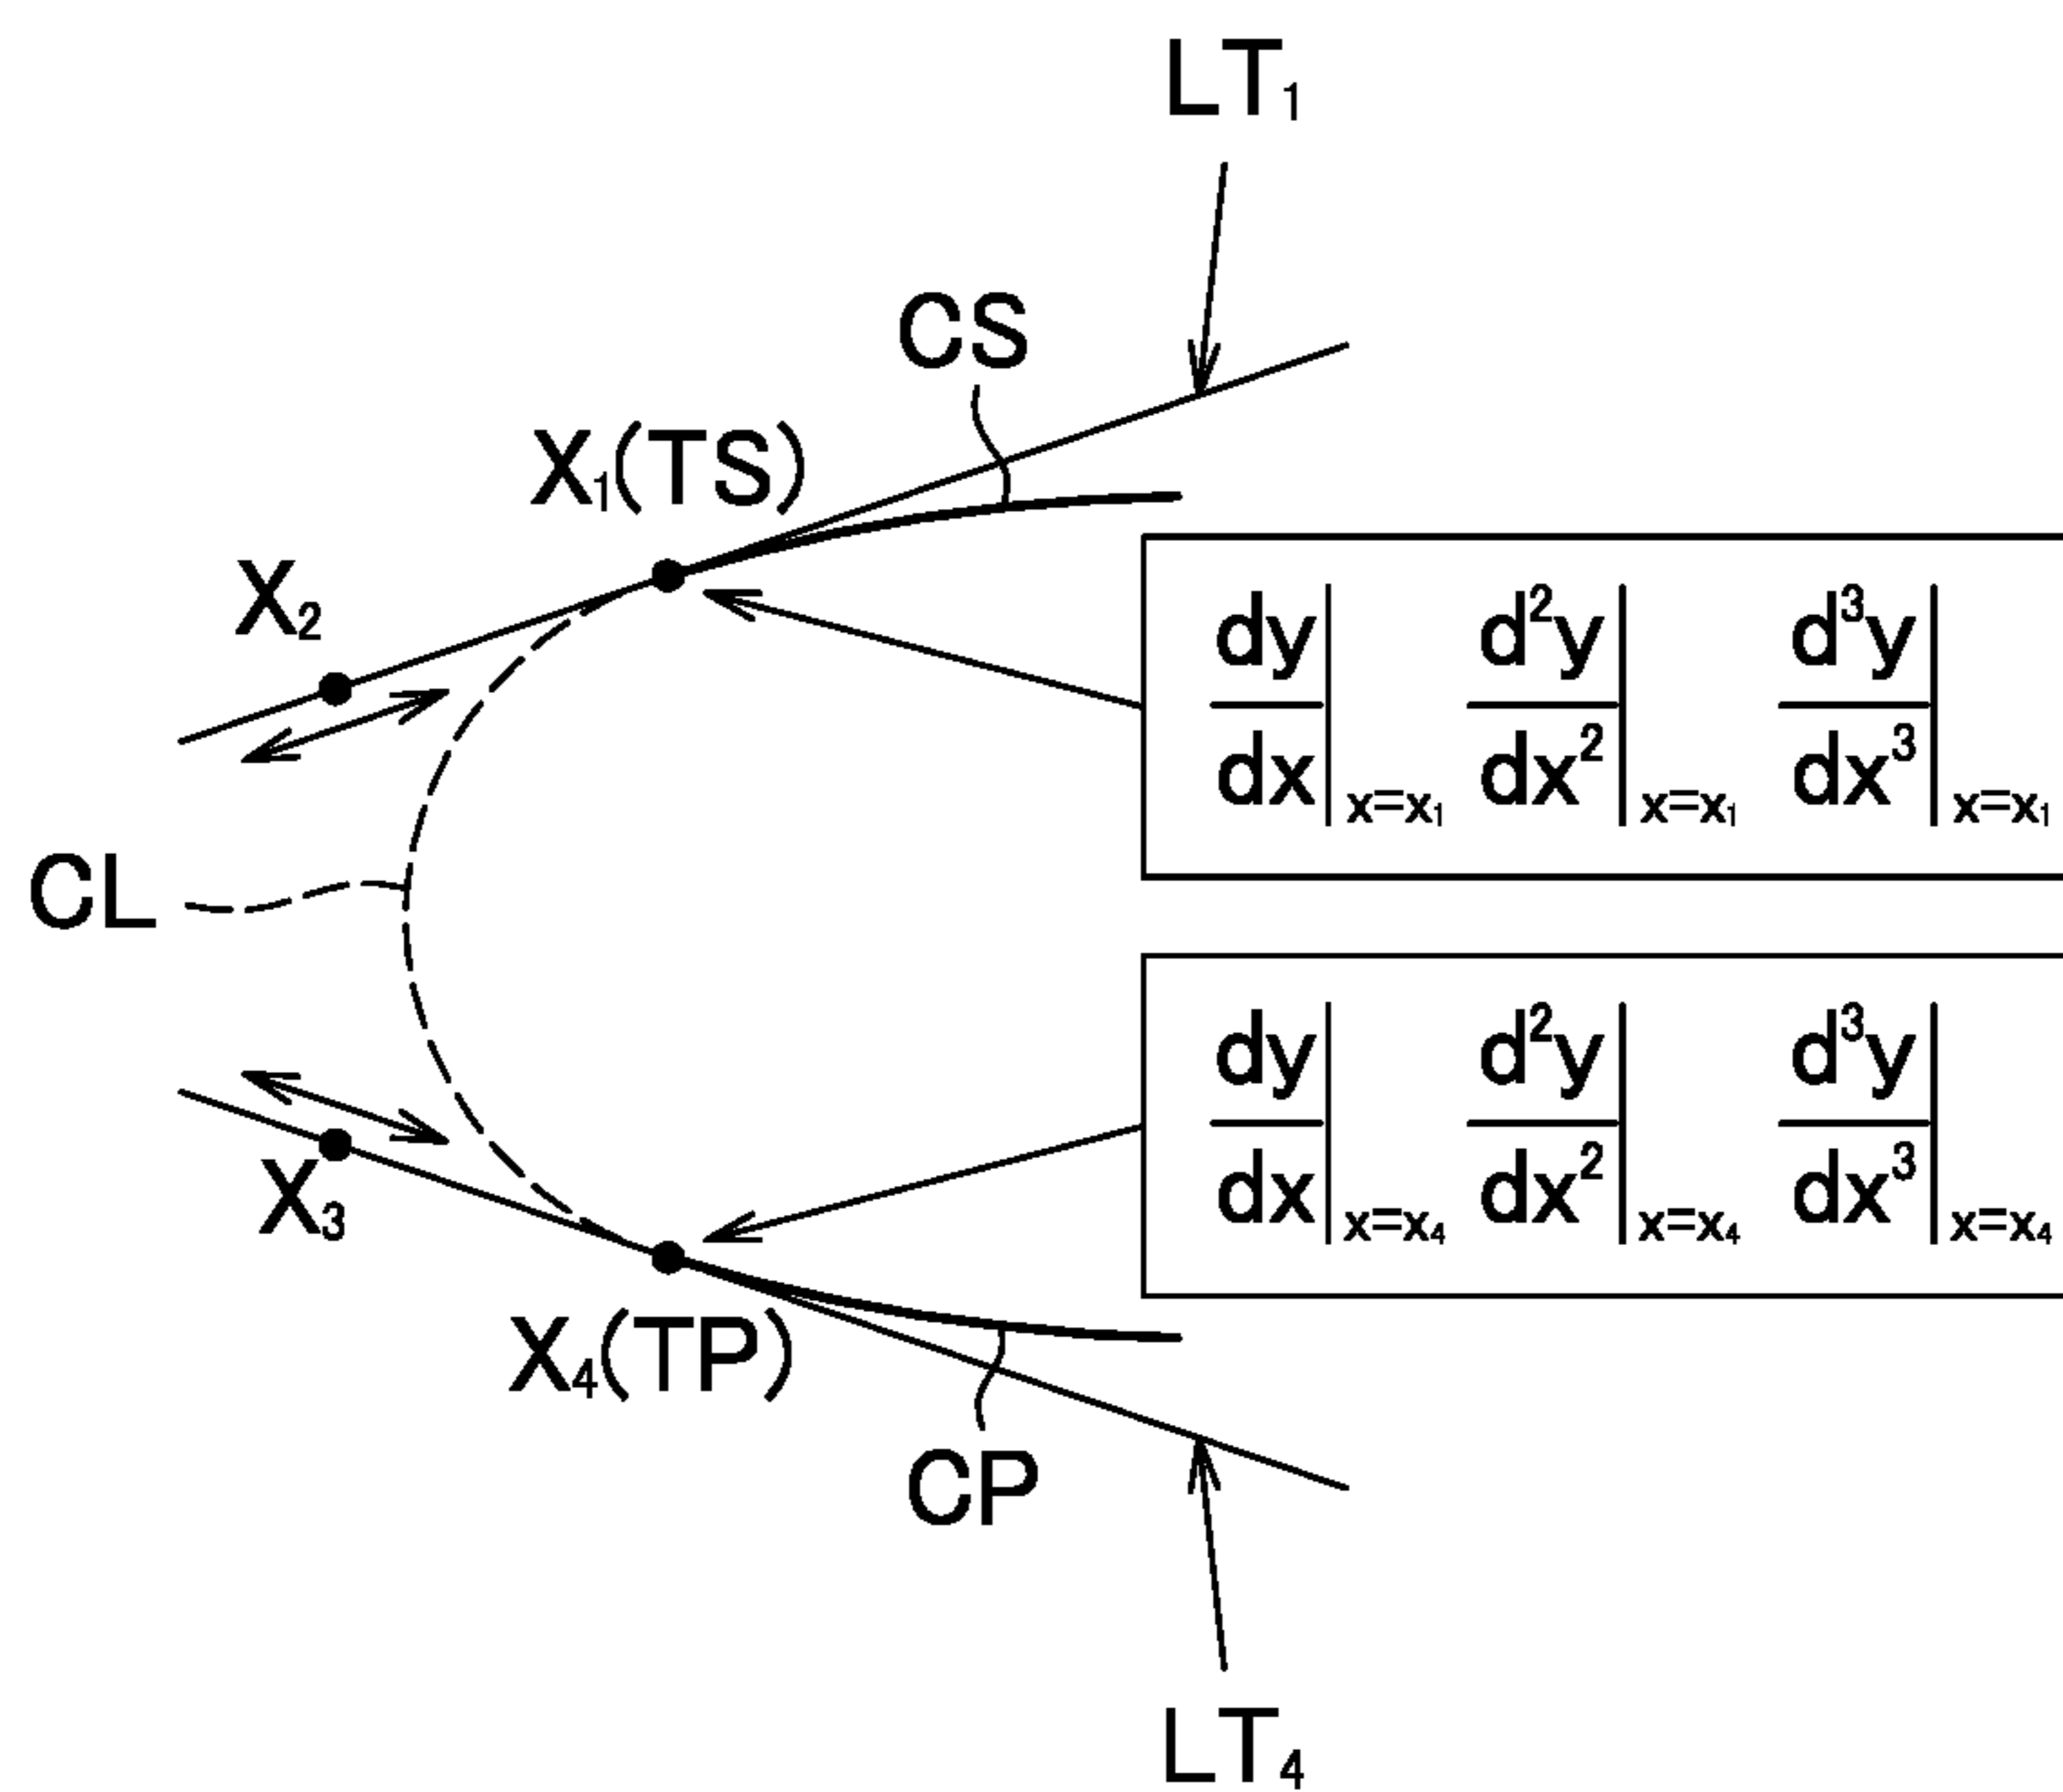 LT₁
CS
X₁(TS)
X₂
dy/dx|x=x₁ d²y/dx²|x=x₁ d³y/dx³|x=x₁
CL
dy/dx|x=x₄ d²y/dx²|x=x₄ d³y/dx³|x=x₄
X₃
X₄(TP)
CP
LT₄